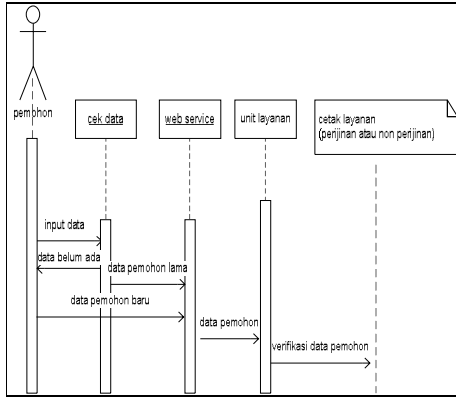 pemohon
cek data
web service
unit layanan
cetak layanan
(perijinan atau non perijinan)
input data
data belum ada
data pemohon lama
data pemohon baru
data pemohon
verifikasi data pemohon